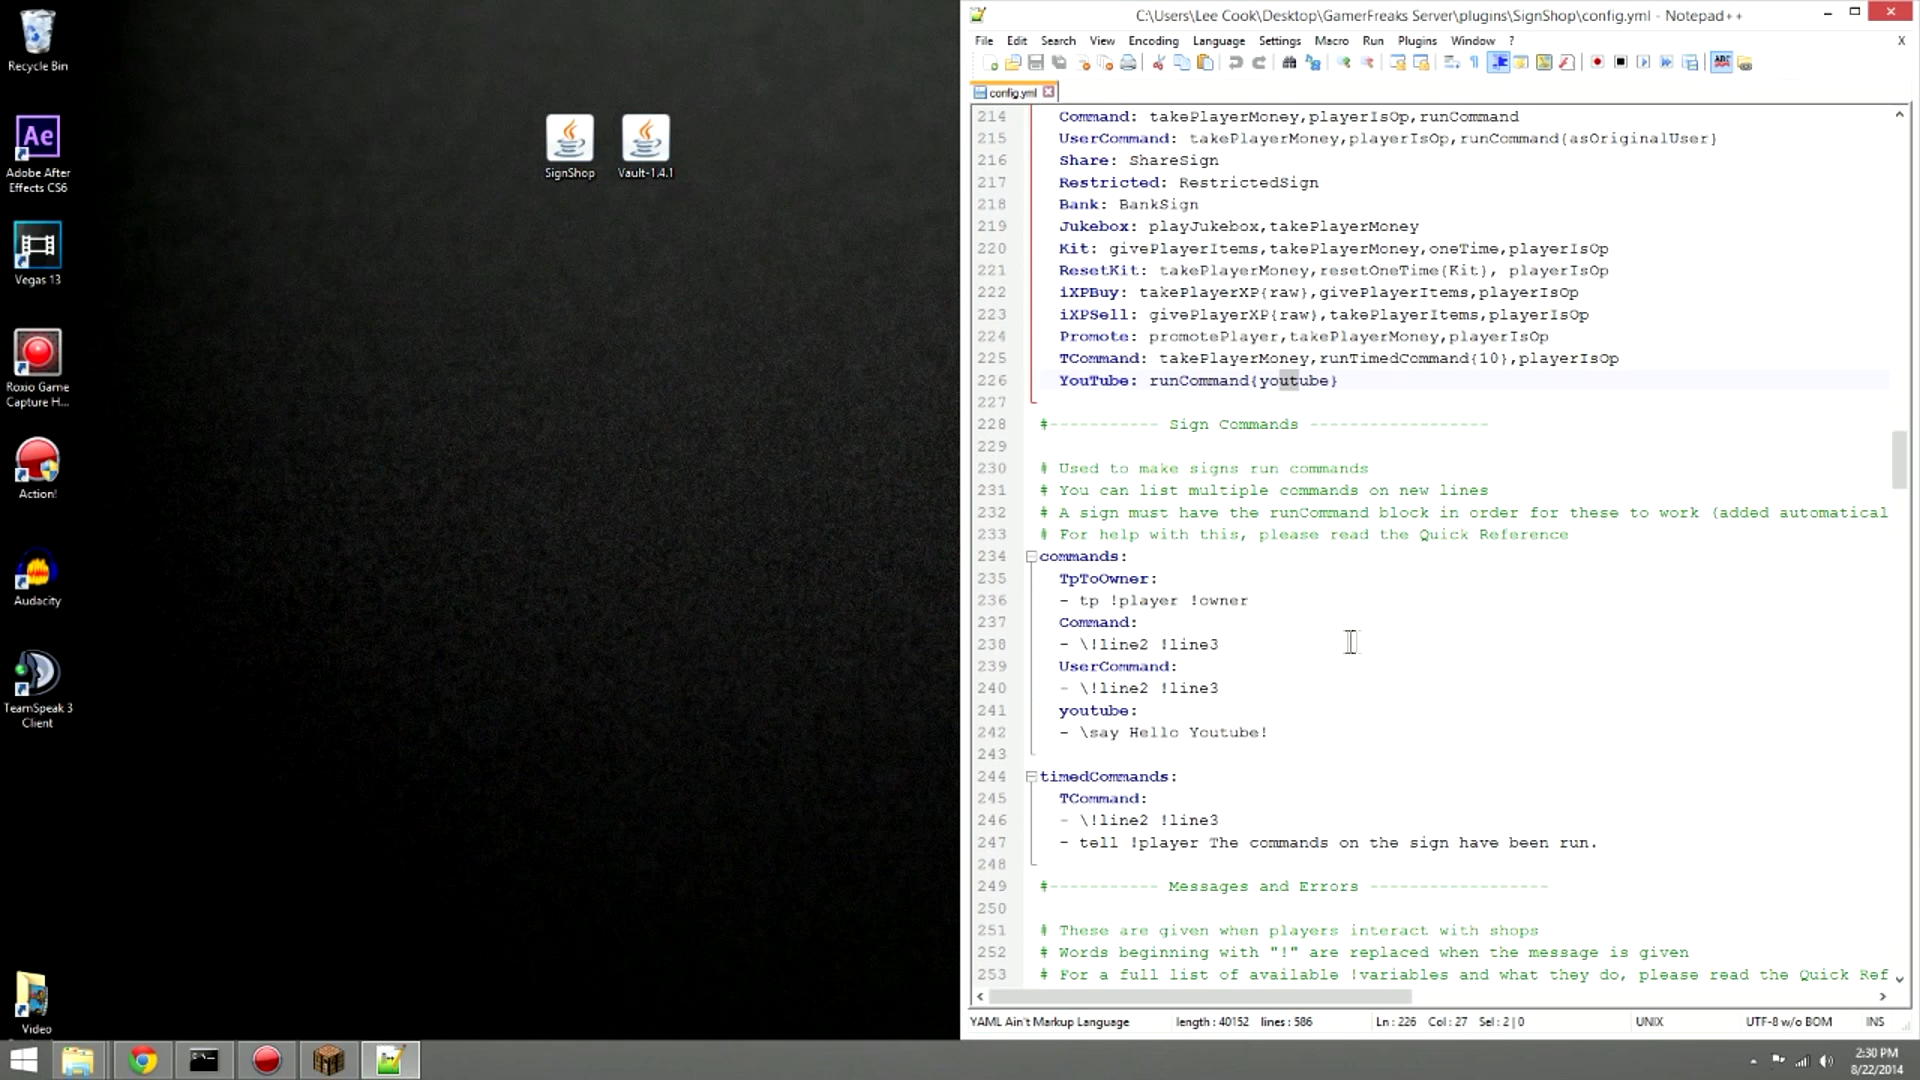 Recycle Bin
Adobe After
Effects CS6
Vegas 13
Roxio Game
Capture H...
Action!
Audacity
TeamSpeak 3
Client
Video
SignShop
Vault-1.4.1
C:\Users\Lee Cook\Desktop\GamerFreaks Server\plugins\SignShop\config.yml - Notepad++
File Edit Search View Encoding Language Settings Macro Run Plugins Window ? X
config.yml
214 Command: takePlayerMoney,playerIsOp,runCommand
215 UserCommand: takePlayerMoney,playerIsOp,runCommand{asOriginalUser}
216 Share: ShareSign
217 Restricted: RestrictedSign
218 Bank: BankSign
219 Jukebox: playJukebox,takePlayerMoney
220 Kit: givePlayerItems,takePlayerMoney,oneTime,playerIsOp
221 ResetKit: takePlayerMoney,resetOneTime{Kit}, playerIsOp
222 iXPBuy: takePlayerXP{raw},givePlayerItems,playerIsOp
223 iXPSell: givePlayerXP{raw},takePlayerItems,playerIsOp
224 Promote: promotePlayer,takePlayerMoney,playerIsOp
225 TCommand: takePlayerMoney,runTimedCommand{10},playerIsOp
226 YouTube: runCommand{youtube}
227
228 #----------- Sign Commands ------------------
229
230 # Used to make signs run commands
231 # You can list multiple commands on new lines
232 # A sign must have the runCommand block in order for these to work (added automatical
233 # For help with this, please read the Quick Reference
234 commands:
235 TpToOwner:
236 - tp !player !owner
237 Command:
238 - \!line2 !line3
239 UserCommand:
240 - \!line2 !line3
241 youtube:
242 - \say Hello Youtube!
243
244 timedCommands:
245 TCommand:
246 - \!line2 !line3
247 - tell !player The commands on the sign have been run.
248
249 #----------- Messages and Errors ------------------
250
251 # These are given when players interact with shops
252 # Words beginning with "!" are replaced when the message is given
253 # For a full list of available !variables and what they do, please read the Quick Ref
YAML Ain't Markup Language length : 40152 lines : 586 Ln : 226 Col : 27 Sel : 2 | 0 UNIX UTF-8 w/o BOM INS
2:30 PM
8/22/2014